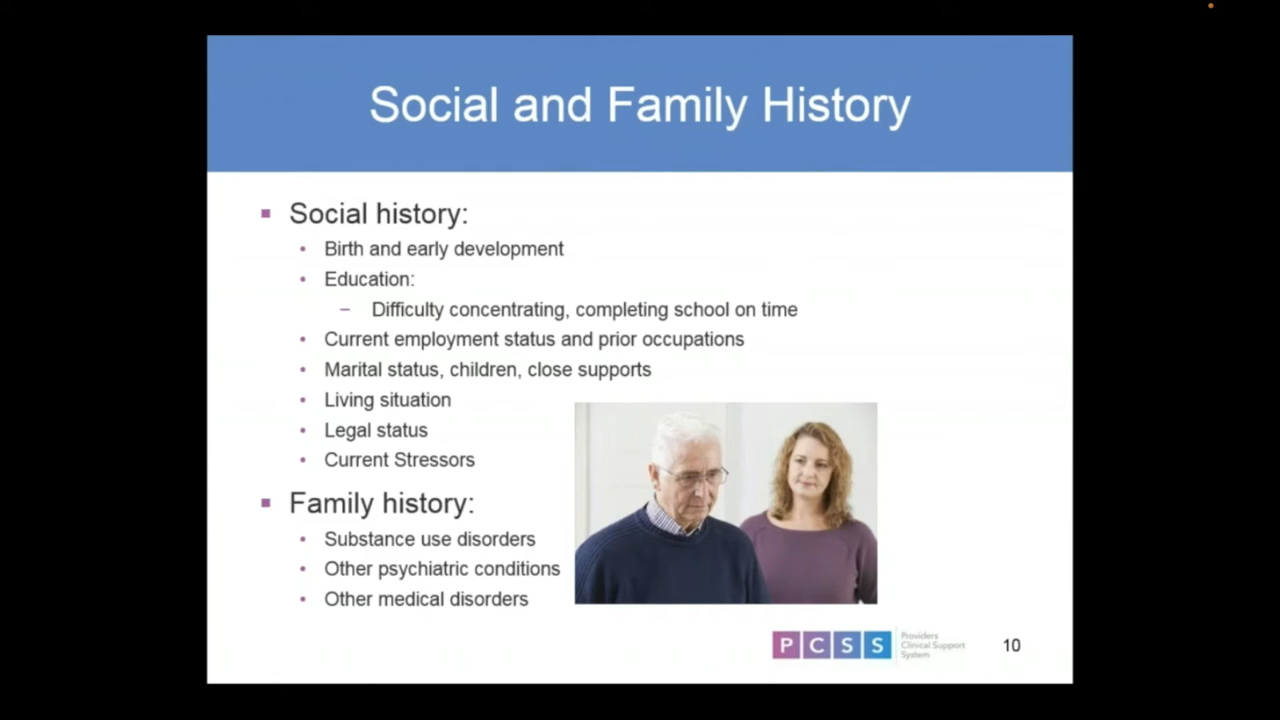 Social and Family History
▪ Social history:
• Birth and early development
• Education:
– Difficulty concentrating, completing school on time
• Current employment status and prior occupations
• Marital status, children, close supports
• Living situation
• Legal status
• Current Stressors
▪ Family history:
• Substance use disorders
• Other psychiatric conditions
• Other medical disorders
PCSS
Providers
Clinical Support
System
10